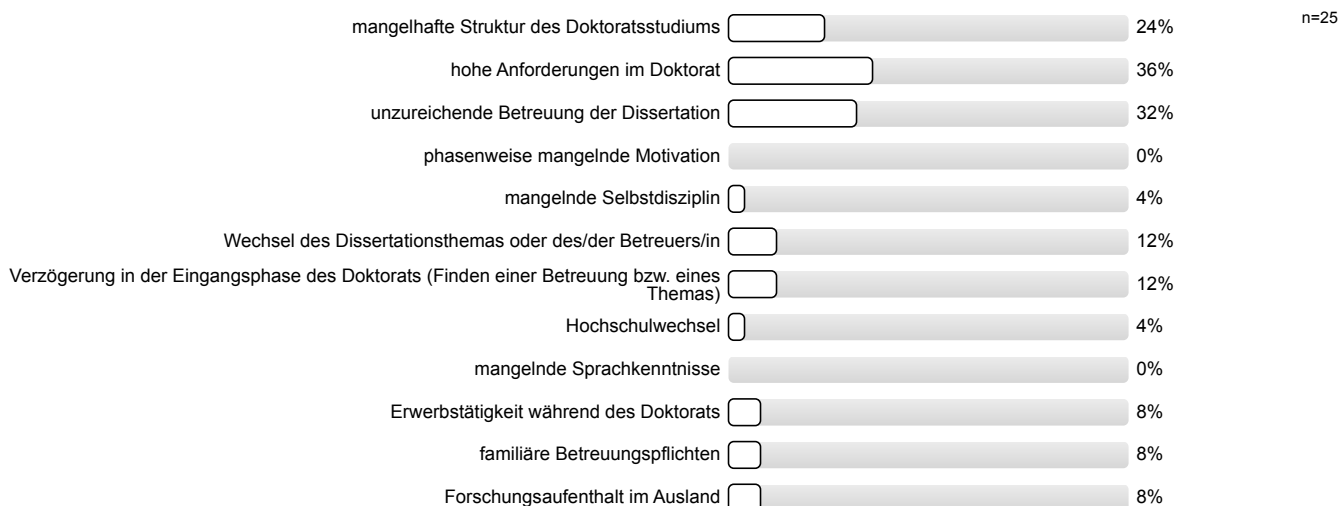 n=25
mangelhafte Struktur des Doktoratsstudiums 24%
hohe Anforderungen im Doktorat 36%
unzureichende Betreuung der Dissertation 32%
phasenweise mangelnde Motivation 0%
mangelnde Selbstdisziplin 4%
Wechsel des Dissertationsthemas oder des/der Betreuers/in 12%
Verzögerung in der Eingangsphase des Doktorats (Finden einer Betreuung bzw. eines
Themas) 12%
Hochschulwechsel 4%
mangelnde Sprachkenntnisse 0%
Erwerbstätigkeit während des Doktorats 8%
familiäre Betreuungspflichten 8%
Forschungsaufenthalt im Ausland 8%